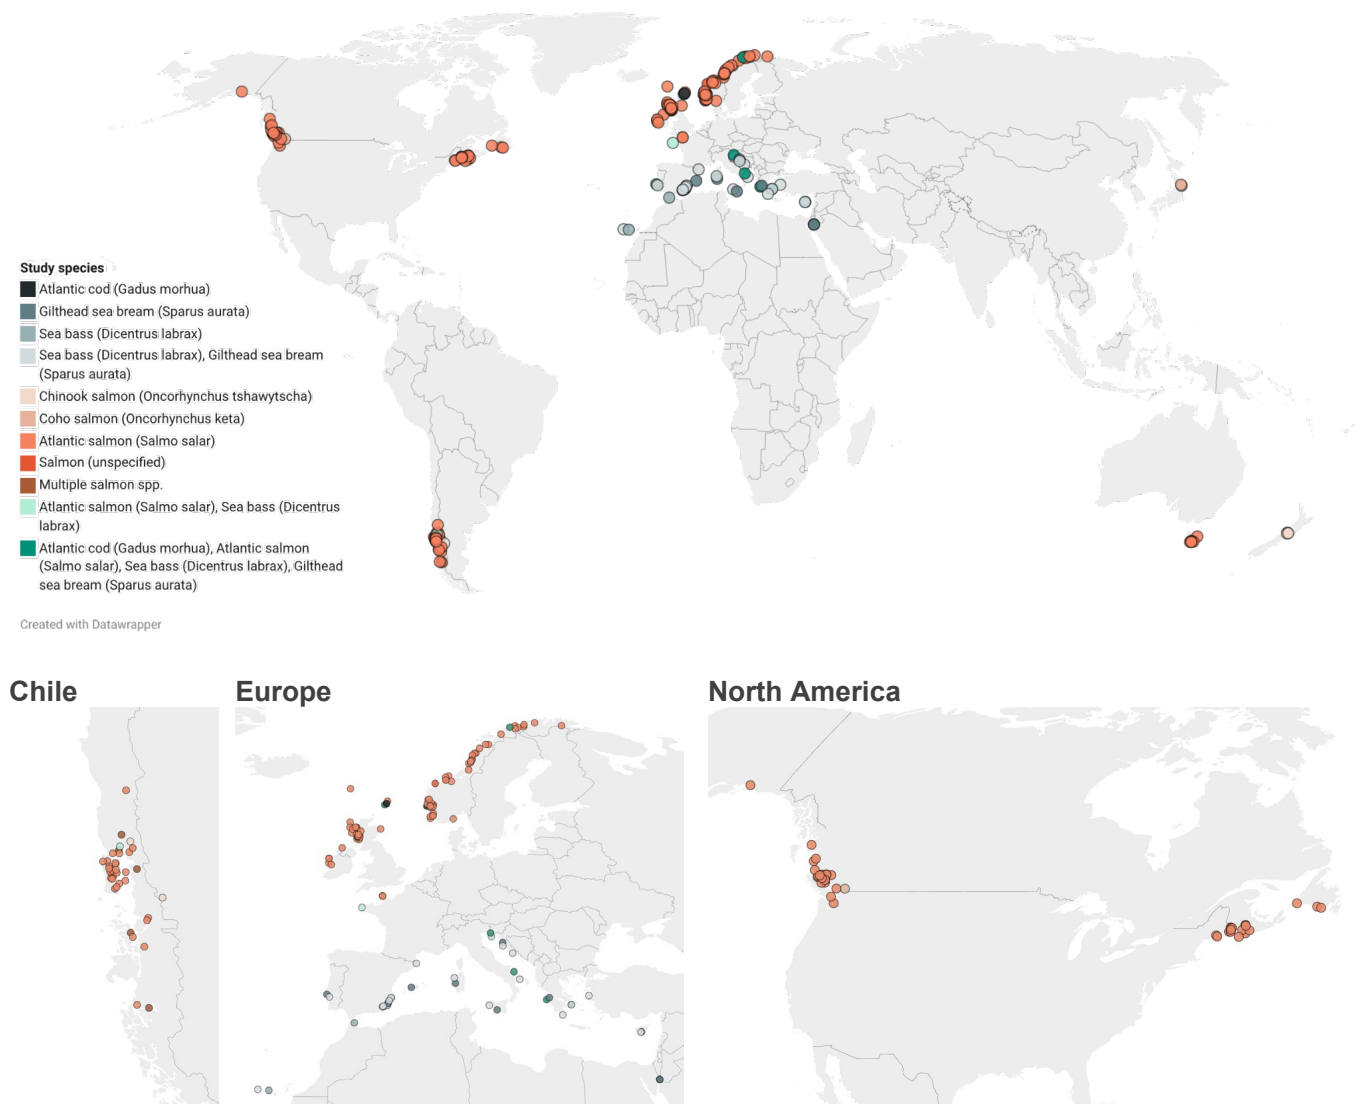 Study species
Atlantic cod (Gadus morhua)
Gilthead sea bream (Sparus aurata)
Sea bass (Dicentrus labrax)
Sea bass (Dicentrus labrax), Gilthead sea bream
(Sparus aurata)
Chinook salmon (Oncorhynchus tshawytscha)
Coho salmon (Oncorhynchus keta)
Atlantic salmon (Salmo salar)
Salmon (unspecified)
Multiple salmon spp.
Atlantic salmon (Salmo salar), Sea bass (Dicentrus
labrax)
Atlantic cod (Gadus morhua), Atlantic salmon
(Salmo salar), Sea bass (Dicentrus labrax), Gilthead
sea bream (Sparus aurata)
Created with Datawrapper
Chile
Europe
North America